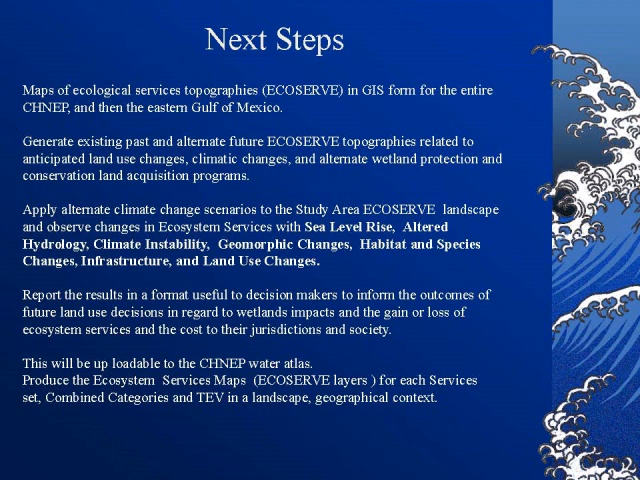 Next Steps
Maps of ecological services topographies (ECOSERVE) in GIS form for the entire
CHNEP, and then the eastern Gulf of Mexico.
Generate existing past and alternate future ECOSERVE topographies related to
anticipated land use changes, climatic changes, and alternate wetland protection and
conservation land acquisition programs.
Apply alternate climate change scenarios to the Study Area ECOSERVE landscape
and observe changes in Ecosystem Services with Sea Level Rise, Altered
Hydrology, Climate Instability, Geomorphic Changes, Habitat and Species
Changes, Infrastructure, and Land Use Changes.
Report the results in a format useful to decision makers to inform the outcomes of
future land use decisions in regard to wetlands impacts and the gain or loss of
ecosystem services and the cost to their jurisdictions and society.
This will be up loadable to the CHNEP water atlas.
Produce the Ecosystem Services Maps (ECOSERVE layers ) for each Services
set, Combined Categories and TEV in a landscape, geographical context.